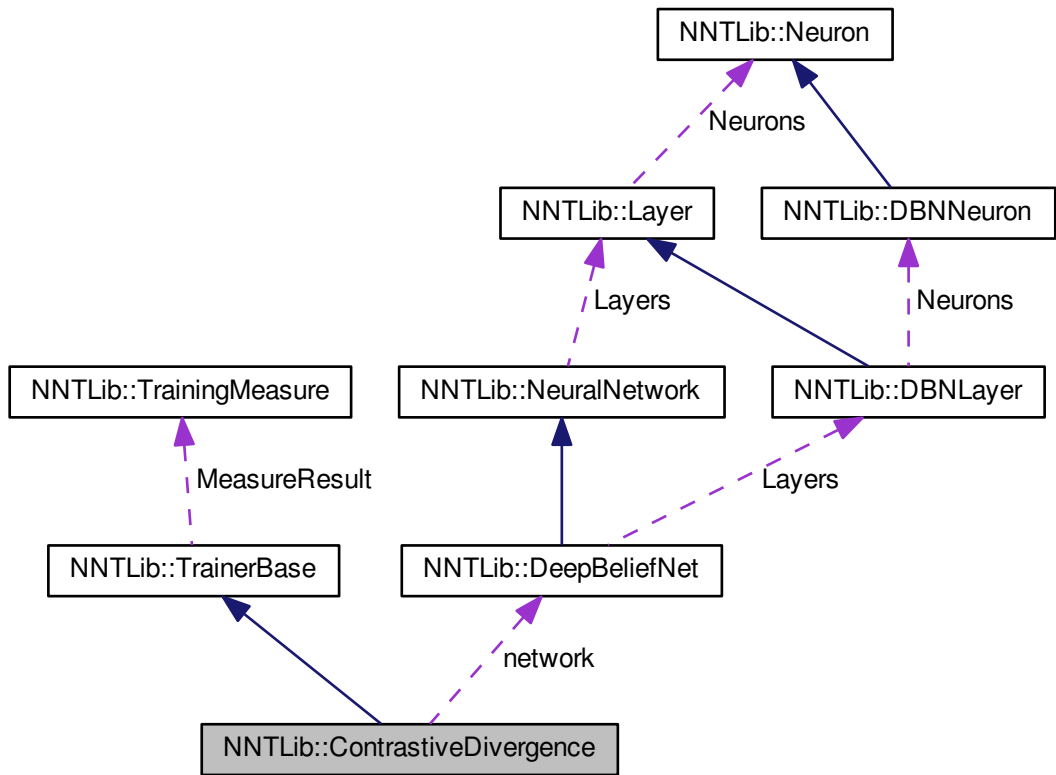 NNTLib::Neuron
Neurons
NNTLib::Layer
NNTLib::DBNNeuron
Layers
Neurons
NNTLib::TrainingMeasure
NNTLib::NeuralNetwork
NNTLib::DBNLayer
MeasureResult
Layers
NNTLib::TrainerBase
NNTLib::DeepBeliefNet
network
NNTLib::ContrastiveDivergence